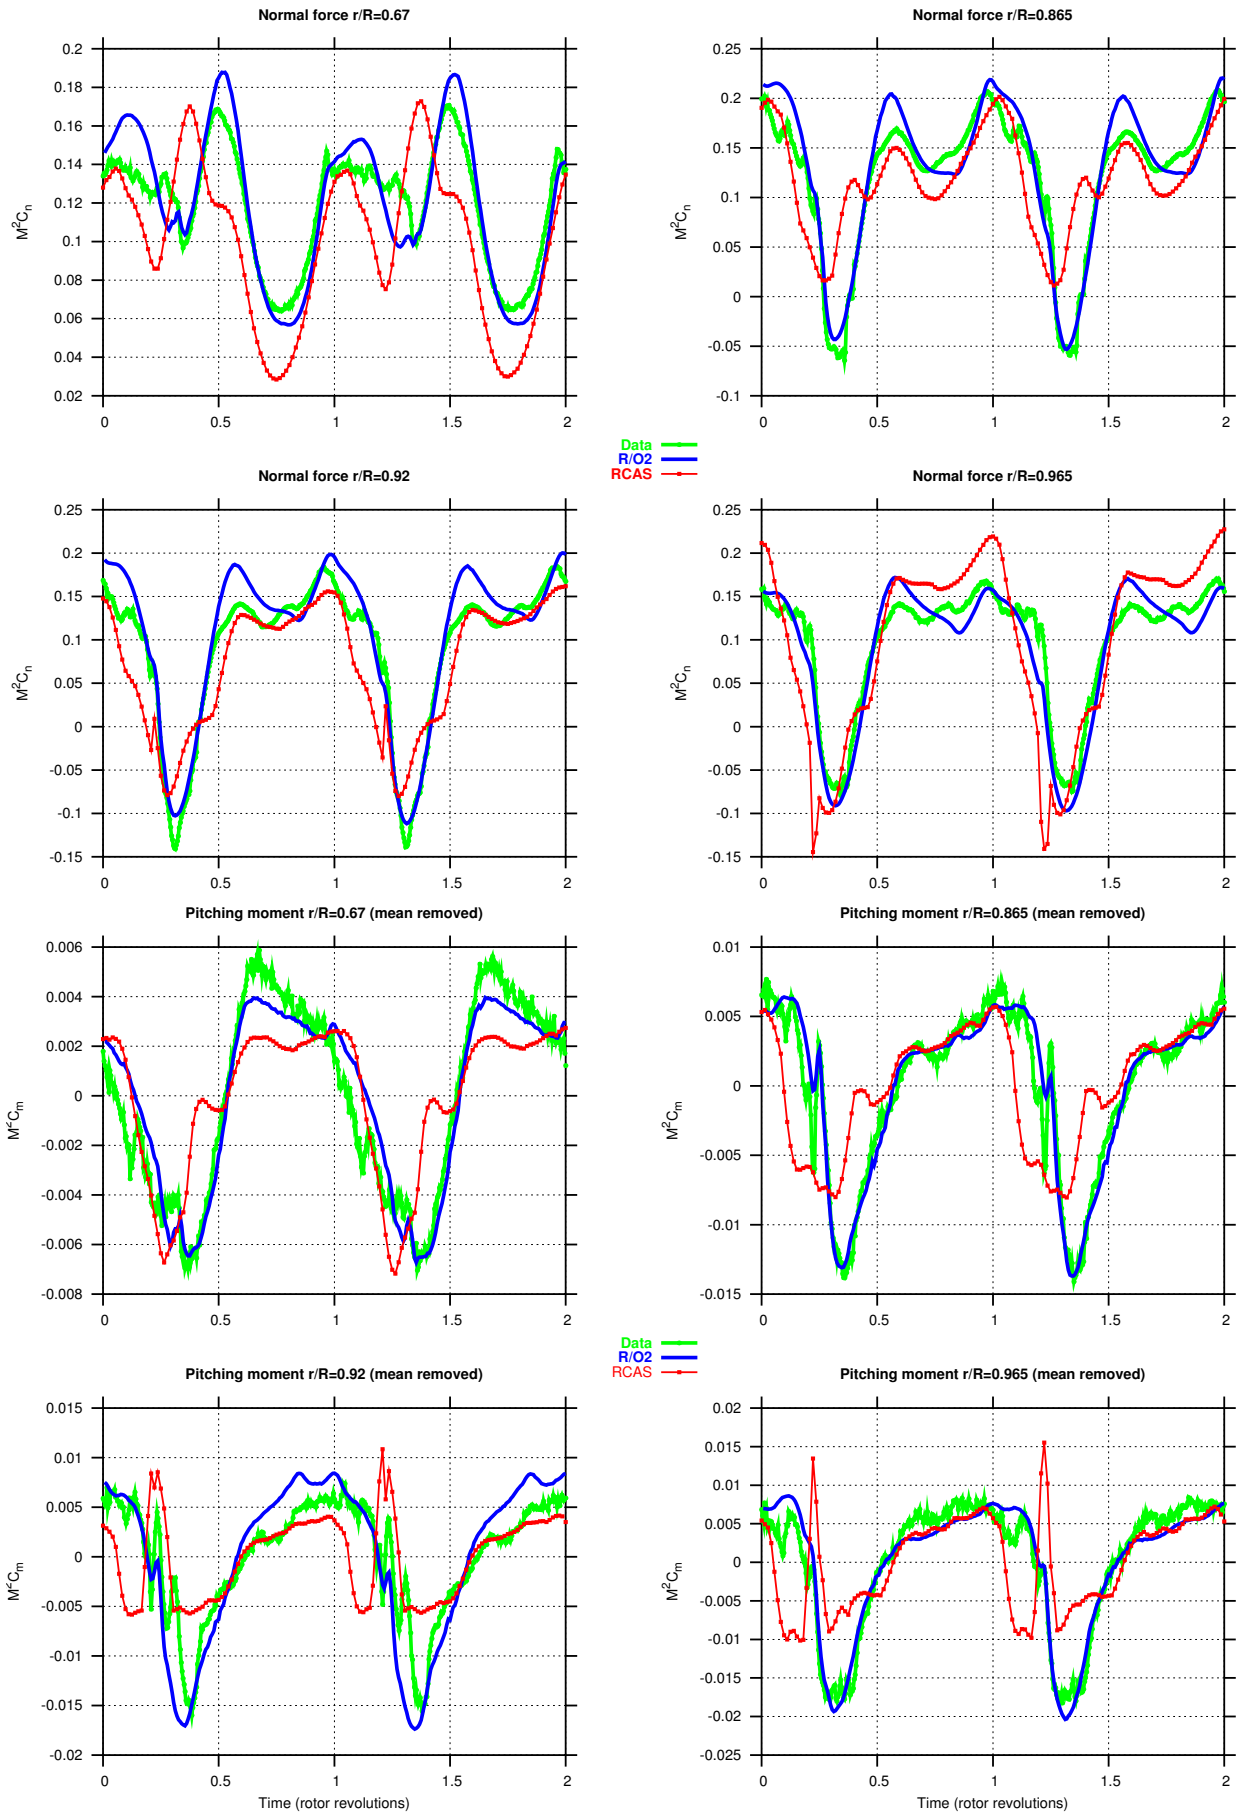 Normal force r/R=0.67
0.2
0.18
0.16
0.14
0.12
0.1
0.08
0.06
0.04
0.02
M²Cn
0 0.5 1 1.5 2
Normal force r/R=0.865
0.25
0.2
0.15
0.1
0.05
0
-0.05
-0.1
M²Cn
0 0.5 1 1.5 2
Data
R/O2
RCAS
Normal force r/R=0.92
0.25
0.2
0.15
0.1
0.05
0
-0.05
-0.1
-0.15
M²Cn
0 0.5 1 1.5 2
Normal force r/R=0.965
0.25
0.2
0.15
0.1
0.05
0
-0.05
-0.1
-0.15
M²Cn
0 0.5 1 1.5 2
Pitching moment r/R=0.67 (mean removed)
0.006
0.004
0.002
0
-0.002
-0.004
-0.006
-0.008
M²Cm
0 0.5 1 1.5 2
Pitching moment r/R=0.865 (mean removed)
0.01
0.005
0
-0.005
-0.01
-0.015
M²Cm
0 0.5 1 1.5 2
Data
R/O2
RCAS
Pitching moment r/R=0.92 (mean removed)
0.015
0.01
0.005
0
-0.005
-0.01
-0.015
-0.02
M²Cm
0 0.5 1 1.5 2
Time (rotor revolutions)
Pitching moment r/R=0.965 (mean removed)
0.02
0.015
0.01
0.005
0
-0.005
-0.01
-0.015
-0.02
-0.025
M²Cm
0 0.5 1 1.5 2
Time (rotor revolutions)